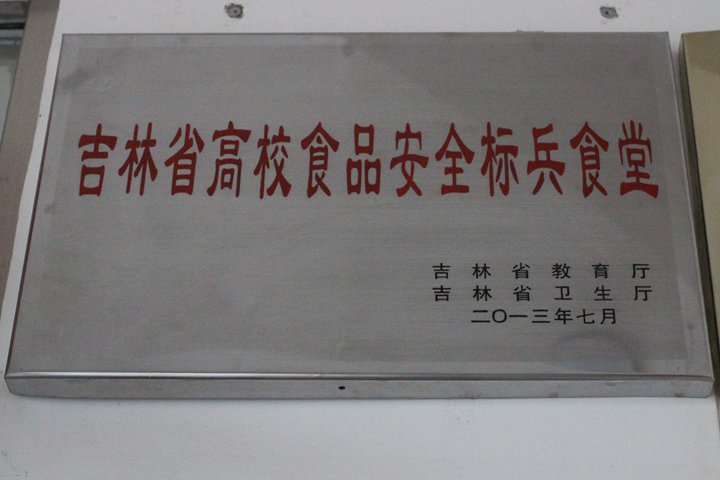 吉林省高校食品安全标兵食堂
吉林省教育厅
吉林省卫生厅
二〇一三年七月